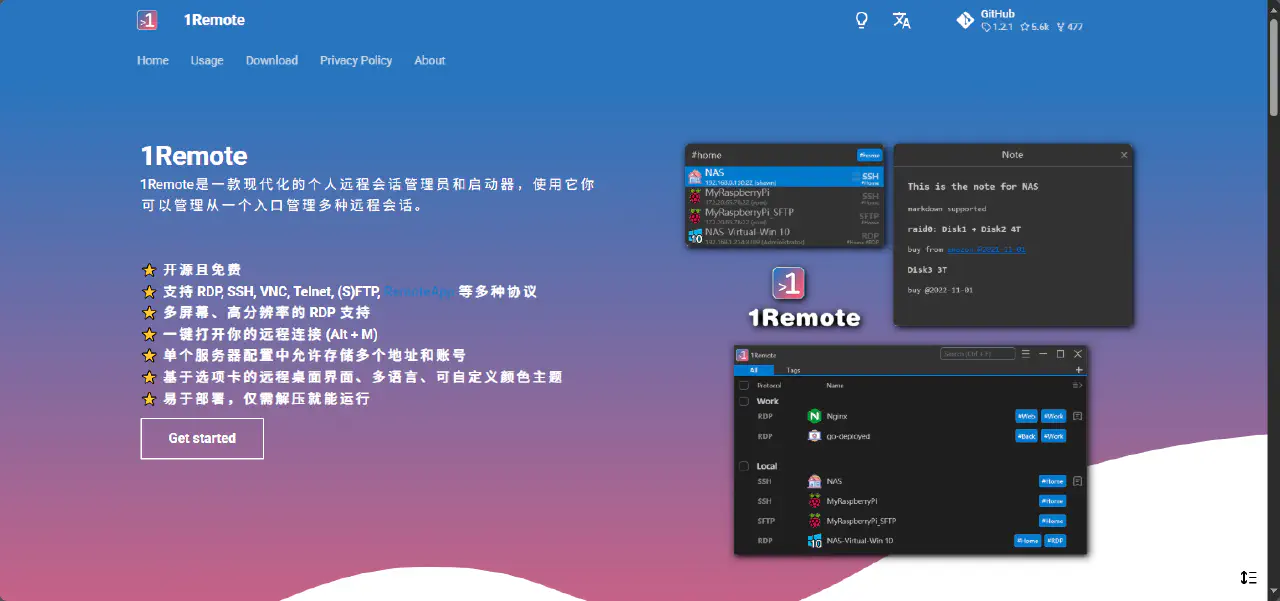 1Remote
GitHub
1.2.1 5.6k 477
Home Usage Download Privacy Policy About
1Remote
1Remote是一款现代化的个人远程会话管理员和启动器，使用它你
可以管理从一个入口管理多种远程会话。
开源且免费
支持 RDP, SSH, VNC, Telnet, (S)FTP, RemoteApp 等多种协议
多屏幕、高分辨率的 RDP 支持
一键打开你的远程连接 (Alt + M)
单个服务器配置中允许存储多个地址和账号
基于选项卡的远程桌面界面、多语言、可自定义颜色主题
易于部署，仅需解压就能运行
Get started
#home #Home
NAS SSH
#Home
MyRaspberryPi SSH
#Home
MyRaspberryPi_SFTP SFTP
#Home
NAS-Virtual-Win 10 RDP
#Home #RDP
Note
This is the note for NAS
markdown supported
raid0: Disk1 + Disk2 4T
buy from amazon @2021-11-01
Disk3 3T
buy @2022-11-01
1Remote
1Remote
All Tags
Protocol Name
Work
RDP Nginx #Web #Work
RDP go-deployed #Back #Work
Local
SSH NAS #Home
SSH MyRaspberryPi #Home
SFTP MyRaspberryPi_SFTP #Home
RDP NAS-Virtual-Win 10 #Home #RDP